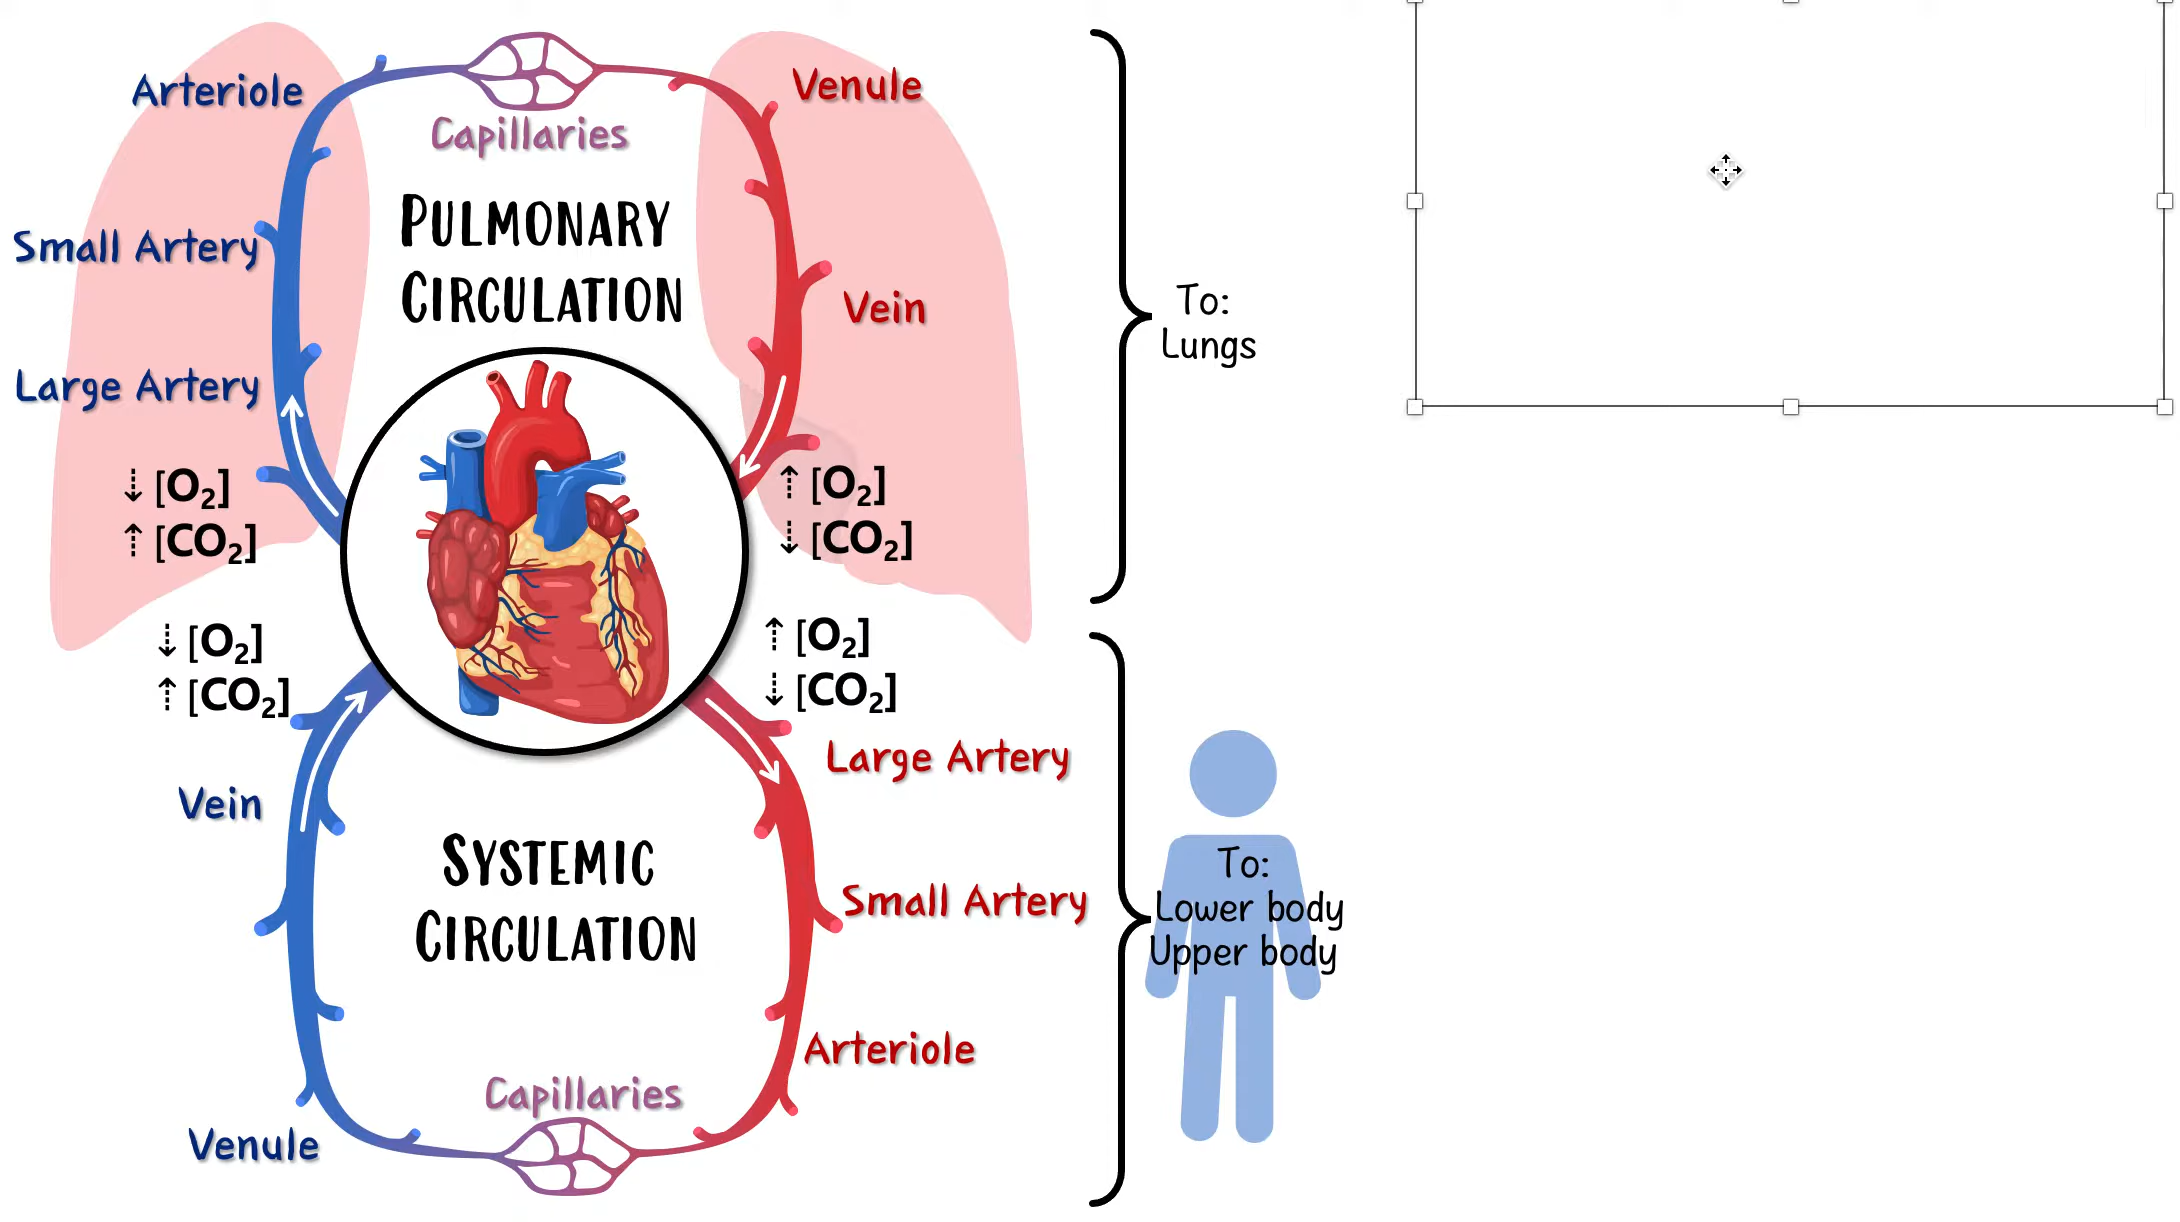 Arteriole
Venule
Capillaries
PULMONARY
CIRCULATION
Small Artery
Vein
Large Artery
↓ [O₂]
↑ [CO₂]
↑ [O₂]
↓ [CO₂]
To:
Lungs
↓ [O₂]
↑ [CO₂]
↑ [O₂]
↓ [CO₂]
Large Artery
Vein
SYSTEMIC
CIRCULATION
Small Artery
Arteriole
Capillaries
Venule
To:
Lower body
Upper body